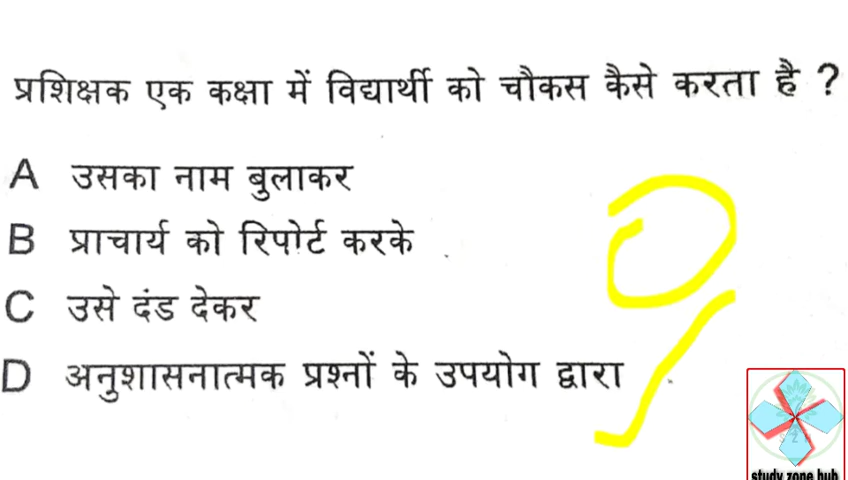 प्रशिक्षक एक कक्षा में विद्यार्थी को चौकस कैसे करता है ?
A उसका नाम बुलाकर
B प्राचार्य को रिपोर्ट करके
C उसे दंड देकर
D अनुशासनात्मक प्रश्नों के उपयोग द्वारा
study zone hub